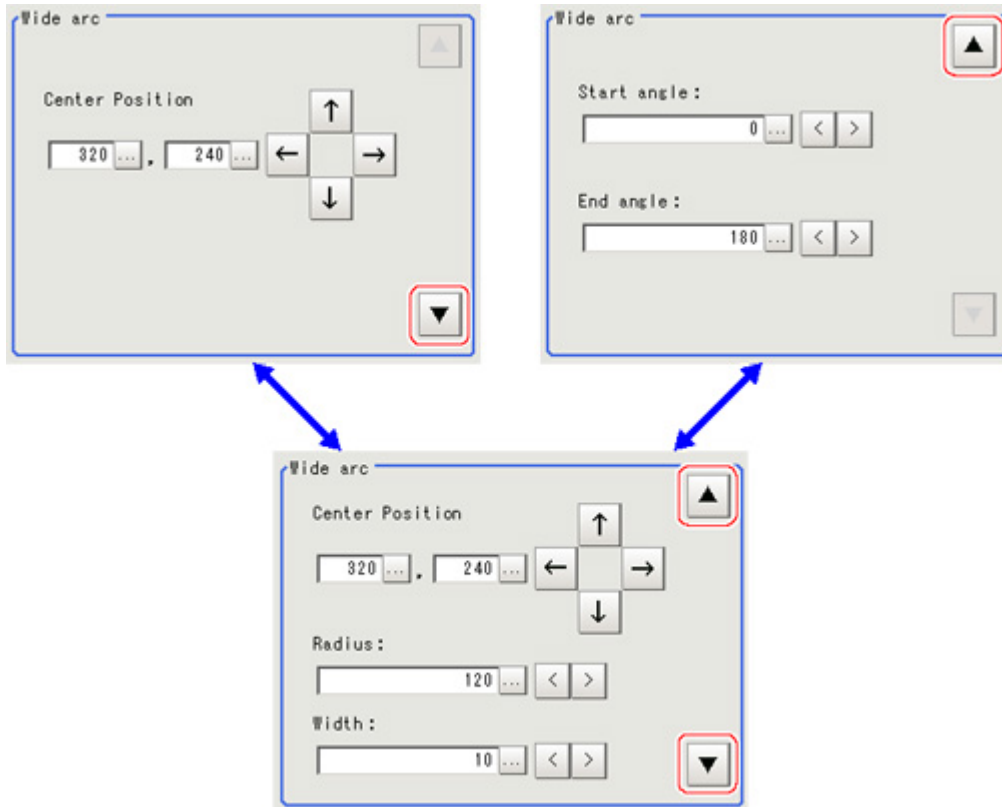 Wide arc
Center Position
320 ... , 240 ...
Wide arc
Start angle:
0 ... < >
End angle:
180 ... < >
Wide arc
Center Position
320 ... , 240 ...
Radius:
120 ... < >
Width:
10 ... < >